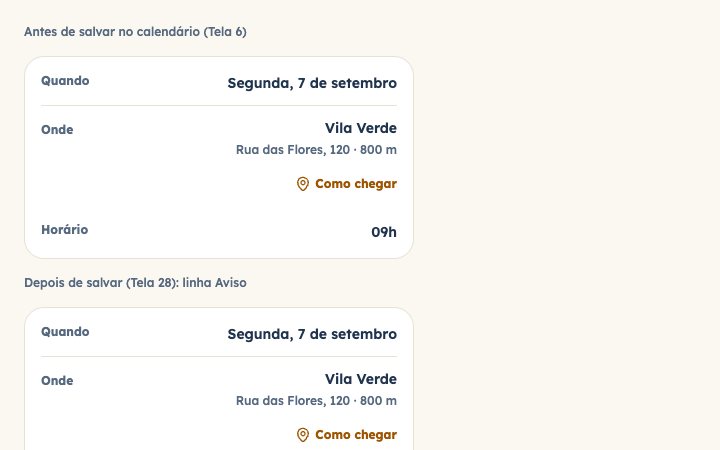 Antes de salvar no calendário (Tela 6)
Quando
Segunda, 7 de setembro
Onde
Vila Verde
Rua das Flores, 120 · 800 m
Como chegar
Horário
09h
Depois de salvar (Tela 28): linha Aviso
Quando
Segunda, 7 de setembro
Onde
Vila Verde
Rua das Flores, 120 · 800 m
Como chegar